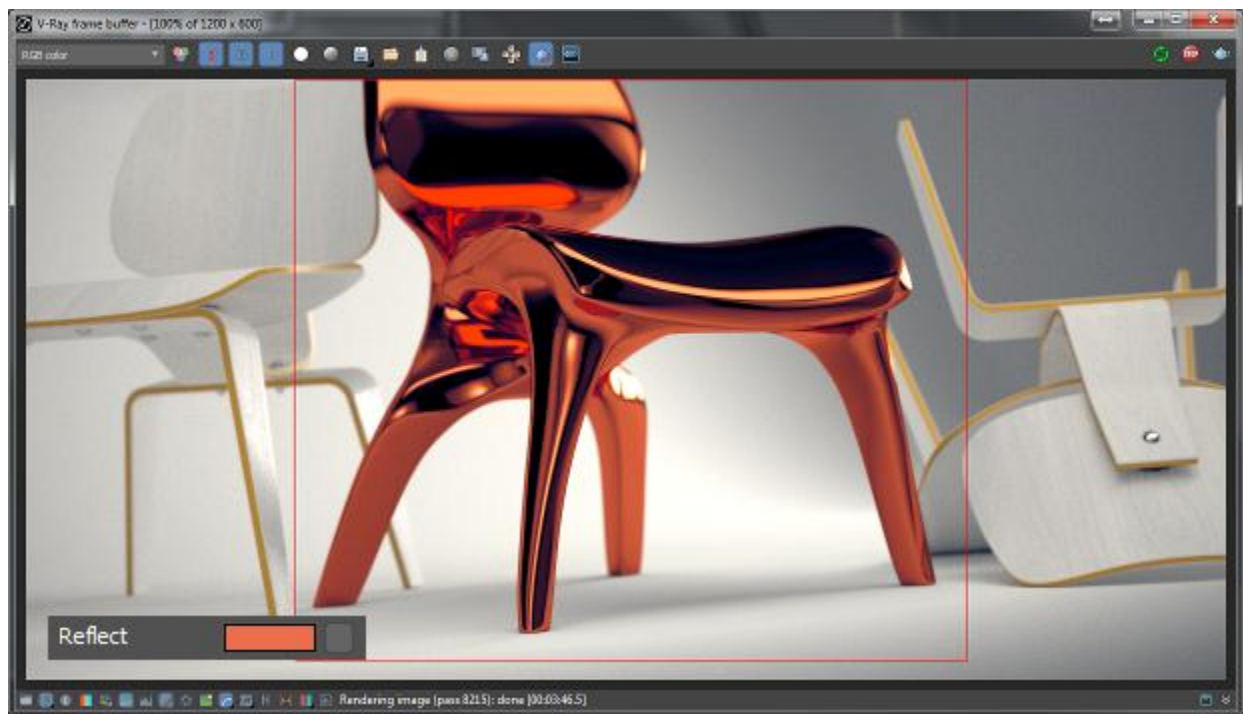 V-Ray frame buffer - [100% of 1200 x 600]
RGB color
Reflect
Rendering image (pass 8215): done [00:03:46.5]